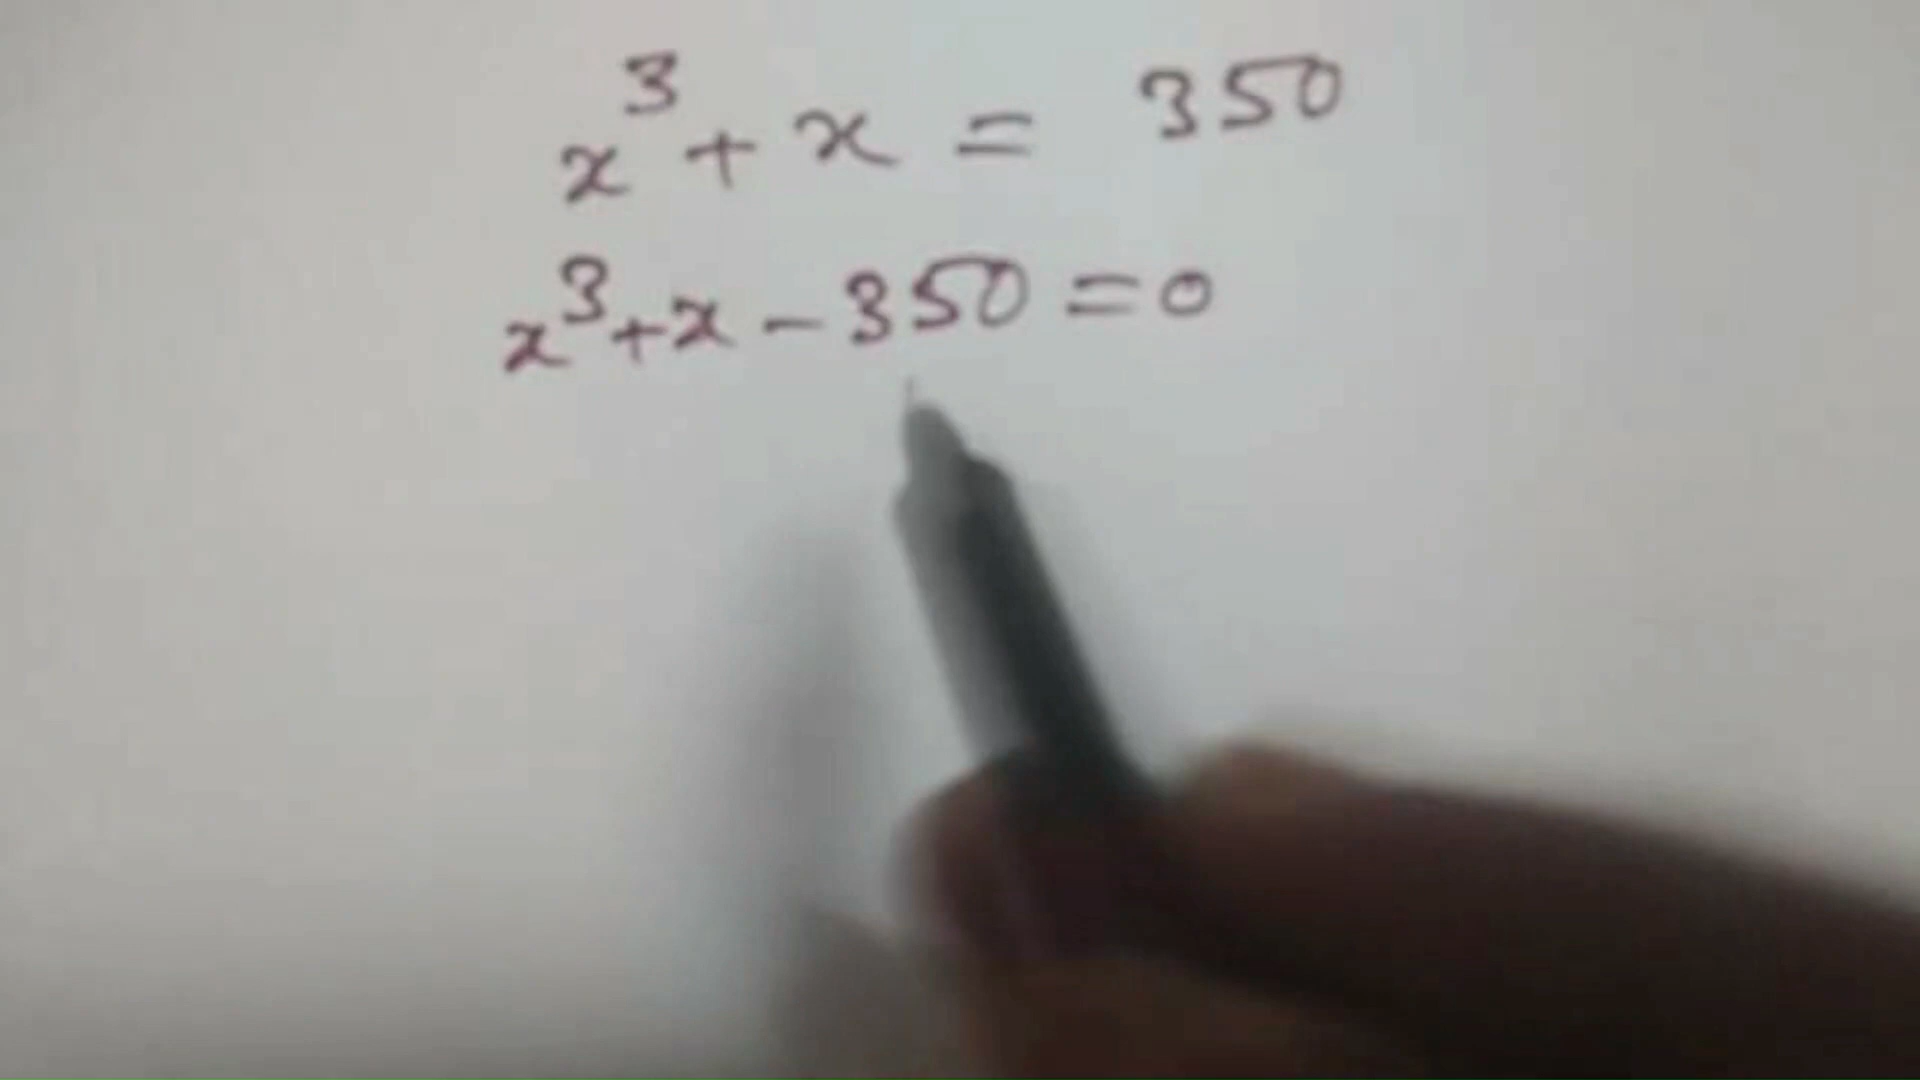 x³ + x = 350
x³ + x - 350 = 0